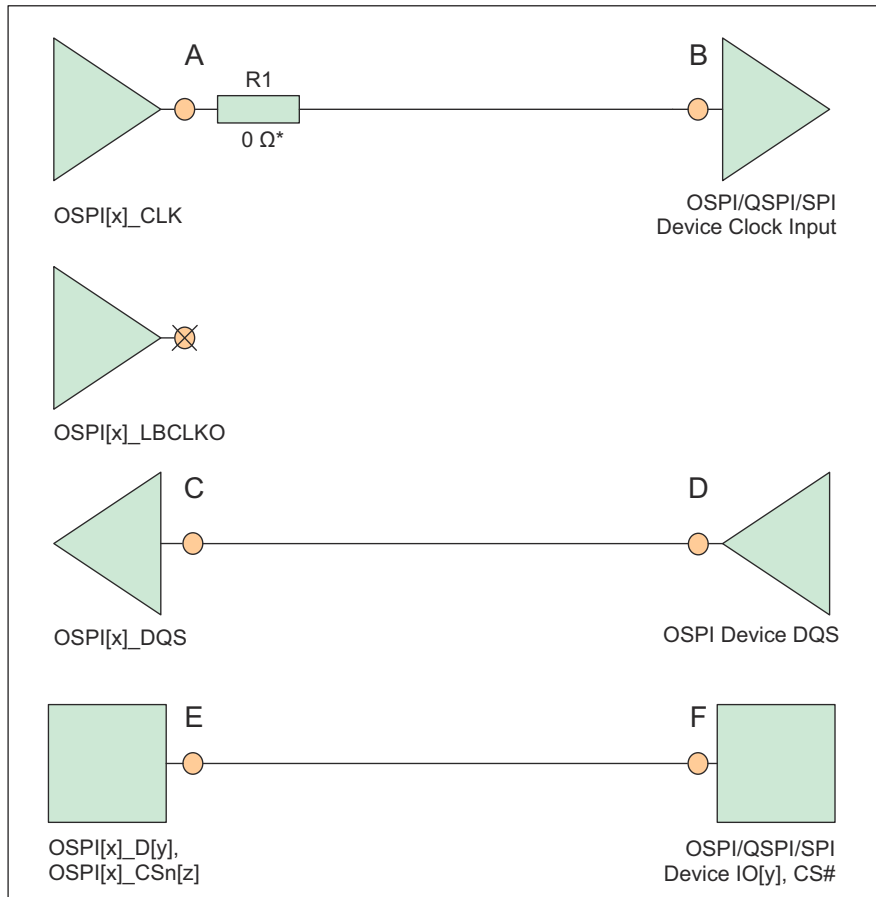 A
B
R1
0 Ω*
OSPI[x]_CLK
OSPI/QSPI/SPI
Device Clock Input
OSPI[x]_LBCLKO
C
D
OSPI[x]_DQS
OSPI Device DQS
E
F
OSPI[x]_D[y],
OSPI[x]_CSn[z]
OSPI/QSPI/SPI
Device IO[y], CS#